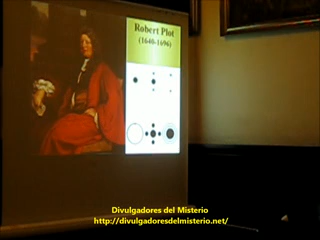 Robert Plot
(1640-1696)
Divulgadores del Misterio
http://divulgadoresdelmisterio.net/